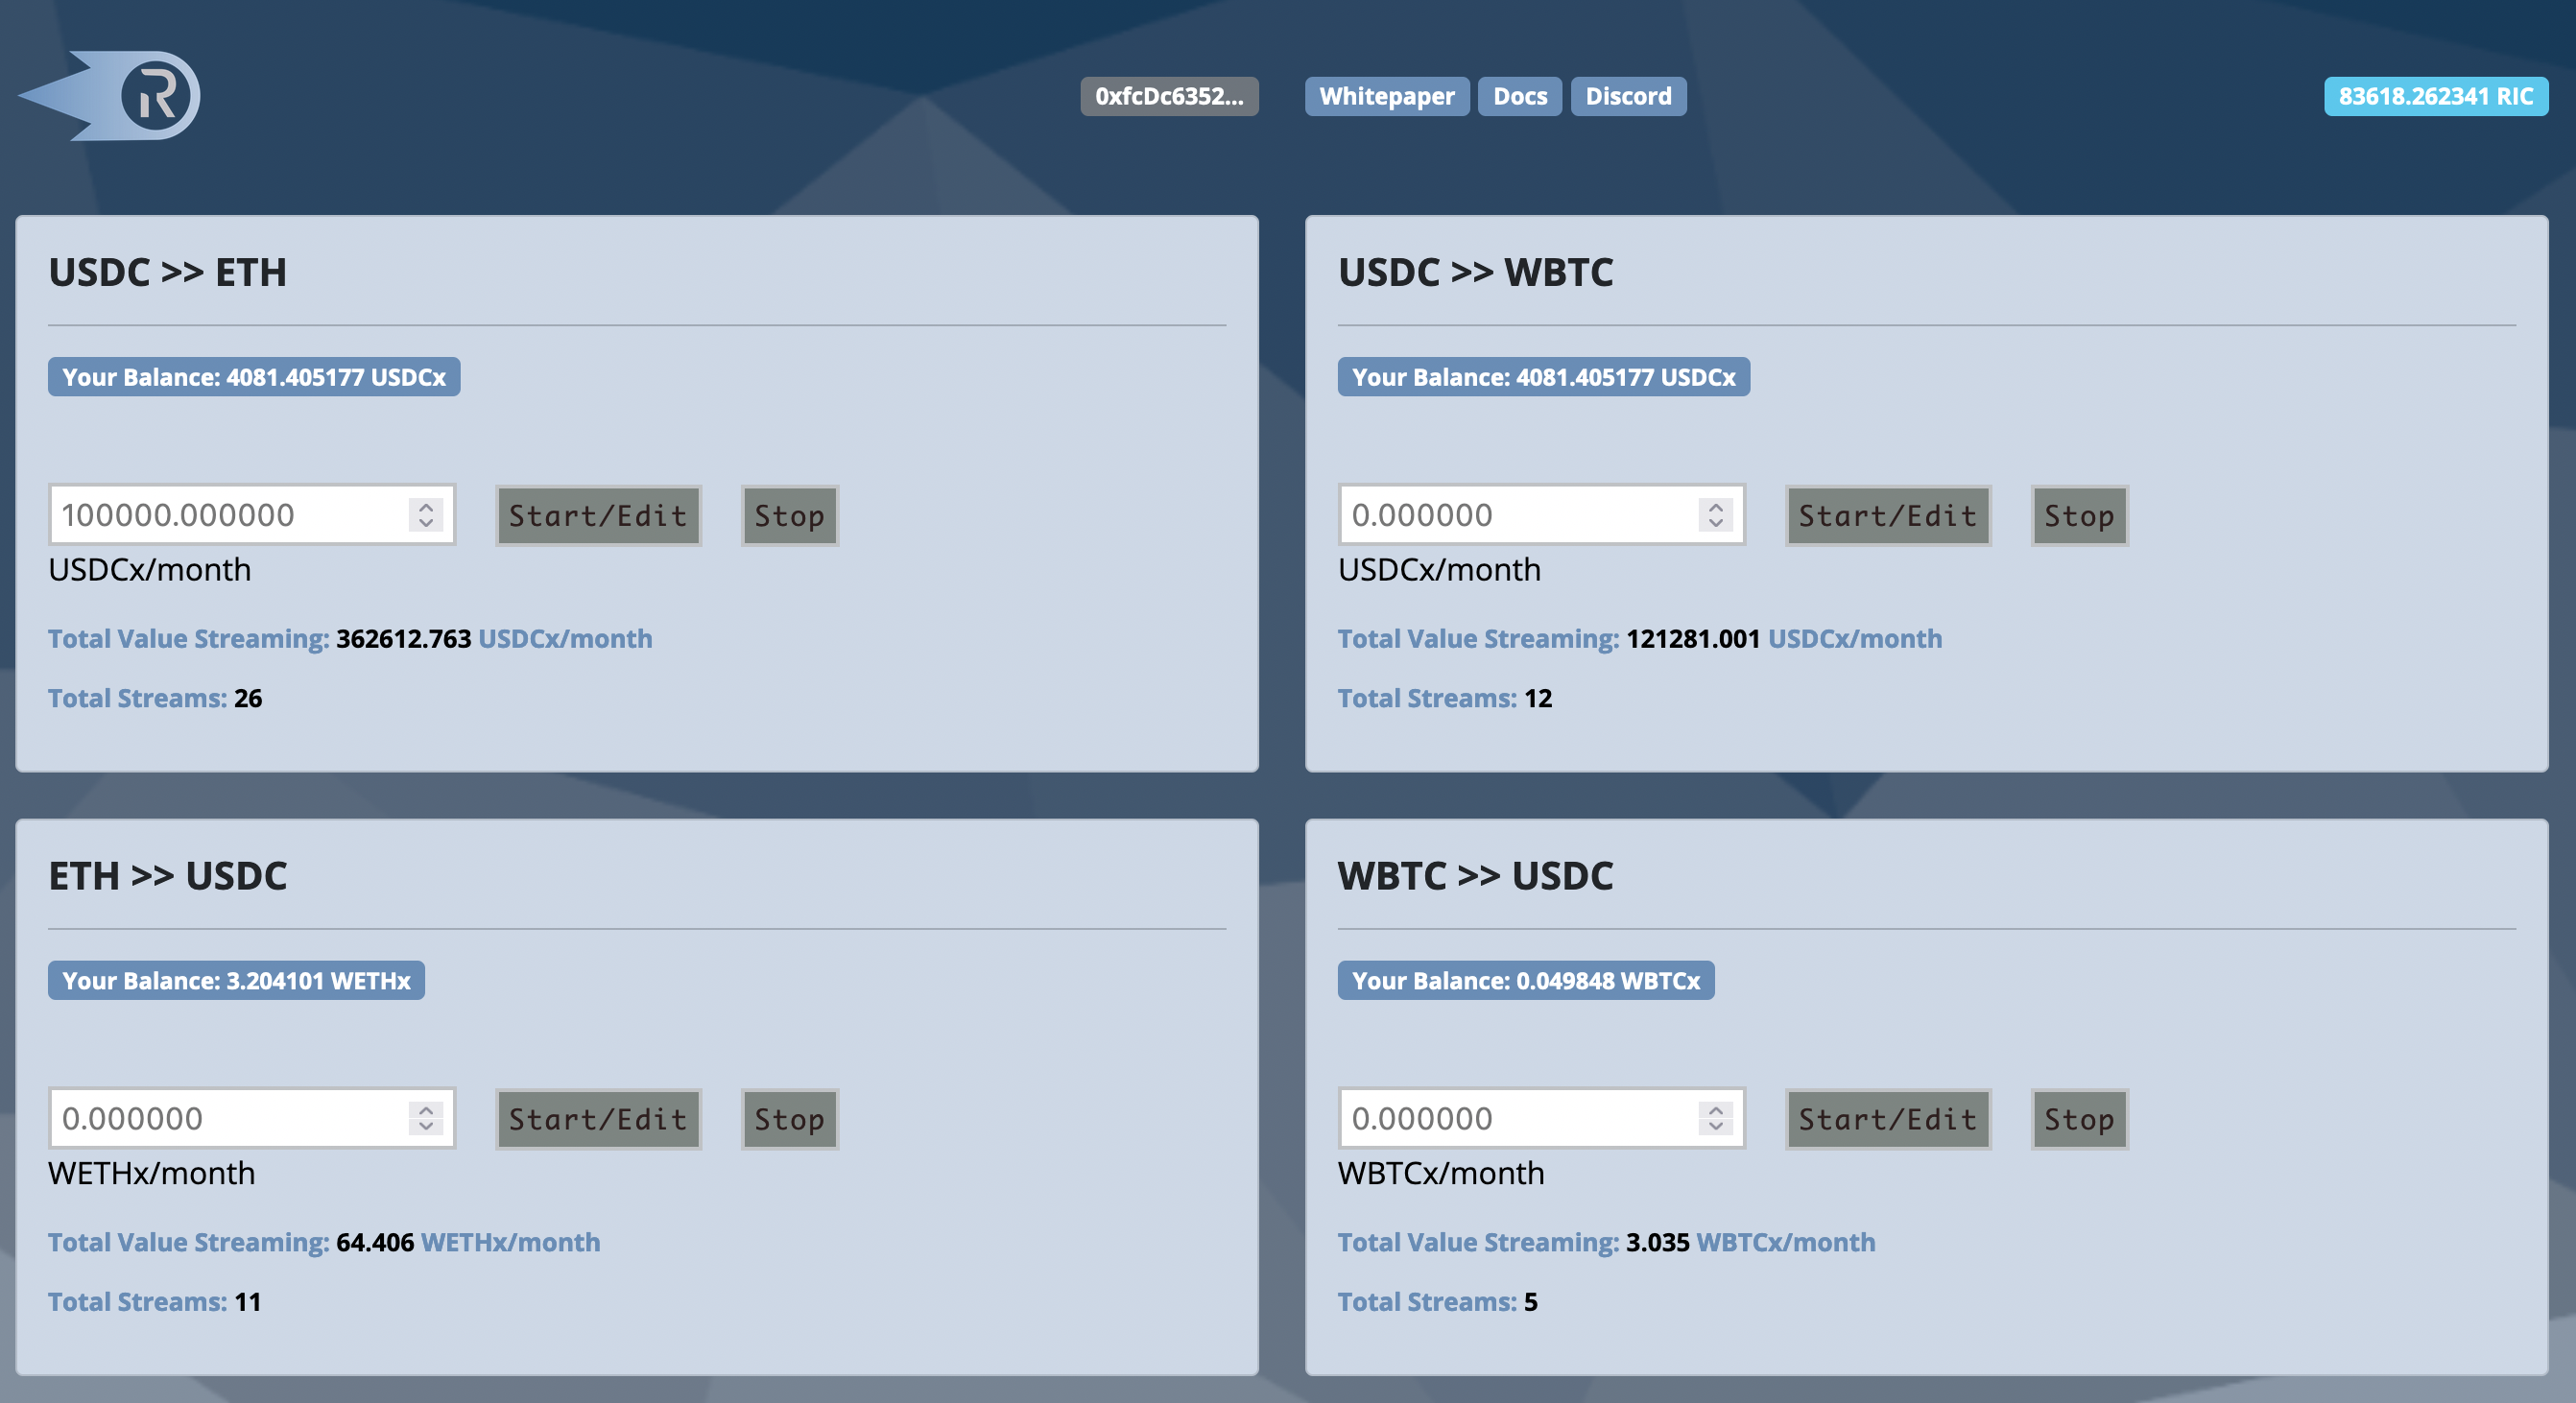 R
0xfcDc6352...
Whitepaper
Docs
Discord
83618.262341 RIC
USDC >> ETH
Your Balance: 4081.405177 USDCx
100000.000000
Start/Edit
Stop
USDCx/month
Total Value Streaming: 362612.763 USDCx/month
Total Streams: 26
USDC >> WBTC
Your Balance: 4081.405177 USDCx
0.000000
Start/Edit
Stop
USDCx/month
Total Value Streaming: 121281.001 USDCx/month
Total Streams: 12
ETH >> USDC
Your Balance: 3.204101 WETHx
0.000000
Start/Edit
Stop
WETHx/month
Total Value Streaming: 64.406 WETHx/month
Total Streams: 11
WBTC >> USDC
Your Balance: 0.049848 WBTCx
0.000000
Start/Edit
Stop
WBTCx/month
Total Value Streaming: 3.035 WBTCx/month
Total Streams: 5